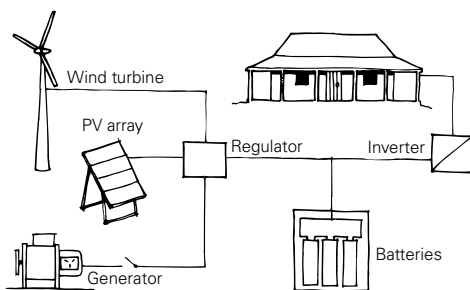 Wind turbine
PV array
Regulator
Inverter
Generator
Batteries